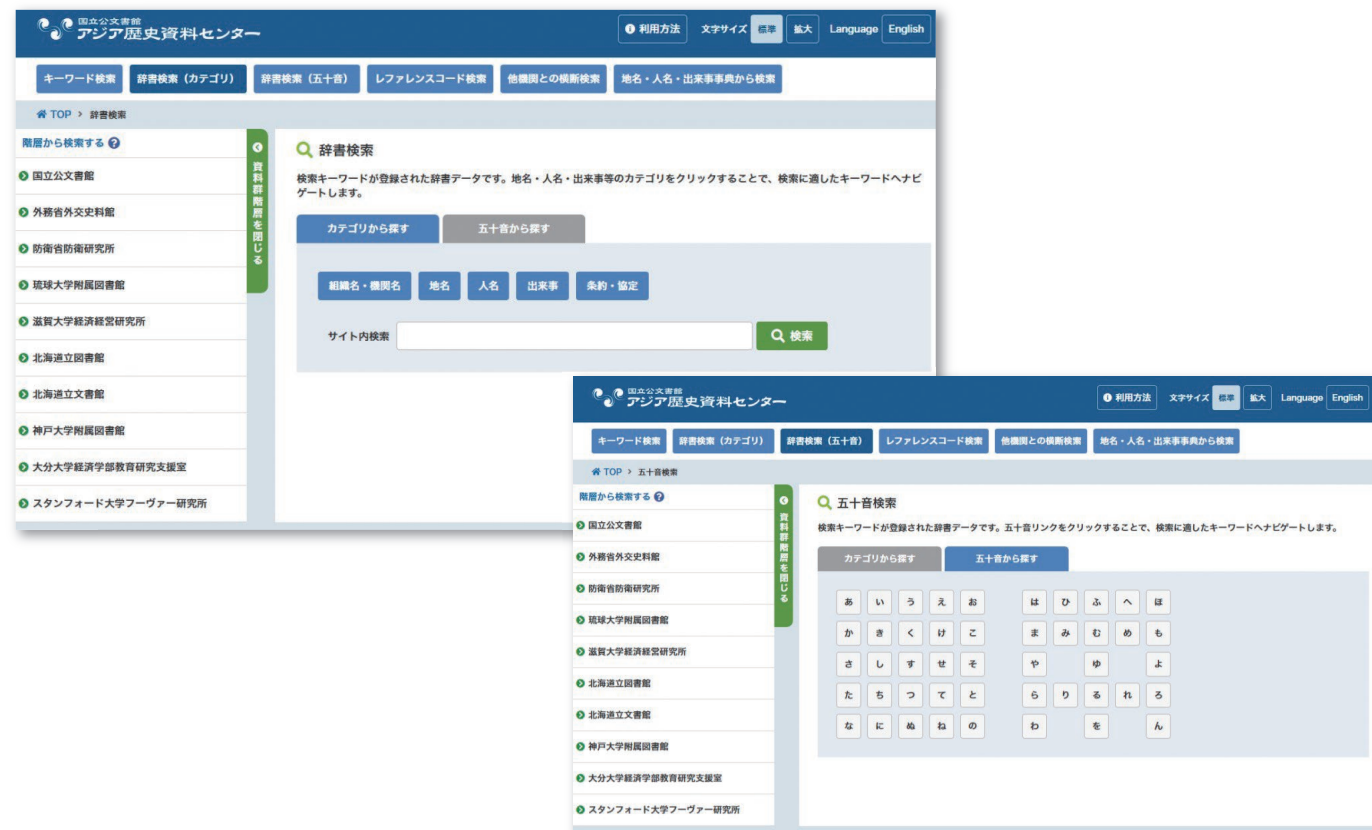 国立公文書館
アジア歴史資料センター
利用方法 文字サイズ 標準 拡大 Language English
キーワード検索 辞書検索（カテゴリ） 辞書検索（五十音） レファレンスコード検索 他機関との横断検索 地名・人名・出来事事典から検索
TOP > 辞書検索
階層から検索する
国立公文書館
外務省外交史料館
防衛省防衛研究所
琉球大学附属図書館
滋賀大学経済経営研究所
北海道立図書館
北海道立文書館
神戸大学附属図書館
大分大学経済学部教育研究支援室
スタンフォード大学フーヴァー研究所
資料群階層を閉じる
辞書検索
検索キーワードが登録された辞書データです。地名・人名・出来事等のカテゴリをクリックすることで、検索に適したキーワードへナビ
ゲートします。
カテゴリから探す 五十音から探す
組織名・機関名 地名 人名 出来事 条約・協定
サイト内検索 検索
国立公文書館
アジア歴史資料センター
利用方法 文字サイズ 標準 拡大 Language English
キーワード検索 辞書検索（カテゴリ） 辞書検索（五十音） レファレンスコード検索 他機関との横断検索 地名・人名・出来事事典から検索
TOP > 五十音検索
階層から検索する
国立公文書館
外務省外交史料館
防衛省防衛研究所
琉球大学附属図書館
滋賀大学経済経営研究所
北海道立図書館
北海道立文書館
神戸大学附属図書館
大分大学経済学部教育研究支援室
スタンフォード大学フーヴァー研究所
資料群階層を閉じる
五十音検索
検索キーワードが登録された辞書データです。五十音リンクをクリックすることで、検索に適したキーワードへナビゲートします。
カテゴリから探す 五十音から探す
あ い う え お は ひ ふ へ ほ
か き く け こ ま み む め も
さ し す せ そ や ゆ よ
た ち つ て と ら り る れ ろ
な に ぬ ね の わ を ん